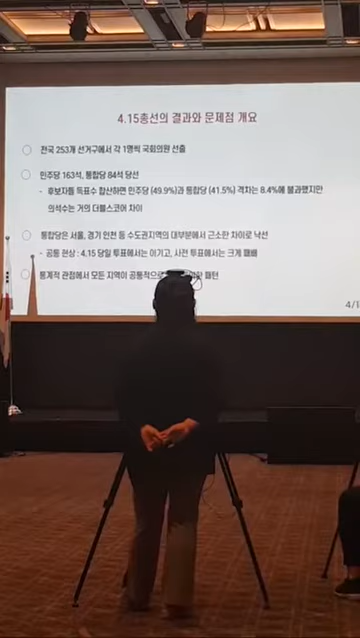 4.15총선의 결과와 문제점 개요
전국 253개 선거구에서 각 1명씩 국회의원 선출
민주당 163석, 통합당 84석 당선
- 후보자들 득표수 합산하면 민주당 (49.9%)과 통합당 (41.5%) 격차는 8.4%에 불과했지만
의석수는 거의 더블스코어 차이
통합당은 서울, 경기 인천 등 수도권지역의 대부분에서 근소한 차이로 낙선
- 공통 현상 : 4.15 당일 투표에서는 이기고, 사전 투표에서는 크게 패배
통계적 관점에서 모든 지역이 공통적으로 패턴
4/1